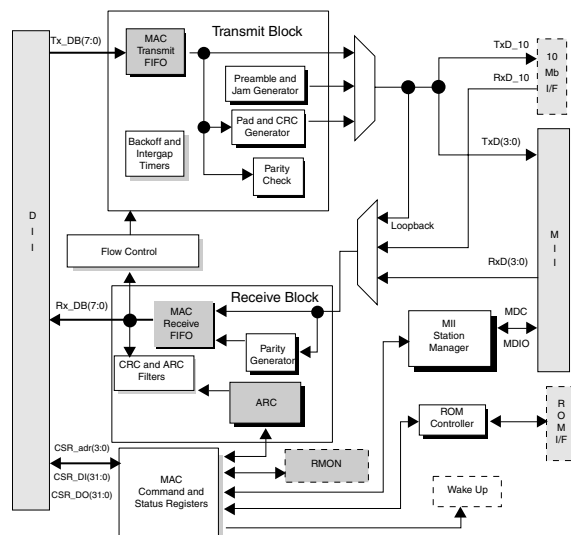 Transmit Block
Tx_DB(7:0)
MAC
Transmit
FIFO
Preamble and
Jam Generator
Pad and CRC
Generator
Backoff and
Intergap
Timers
Parity
Check
TxD_10
RxD_10
10
Mb
I/F
TxD(3:0)
D
I
I
Flow Control
Loopback
RxD(3:0)
M
I
I
Rx_DB(7:0)
Receive Block
MAC
Receive
FIFO
Parity
Generator
CRC and ARC
Filters
ARC
MII
Station
Manager
MDC
MDIO
ROM
Controller
R
O
M
I/F
CSR_adr(3:0)
CSR_DI(31:0)
CSR_DO(31:0)
MAC
Command and
Status Registers
RMON
Wake Up